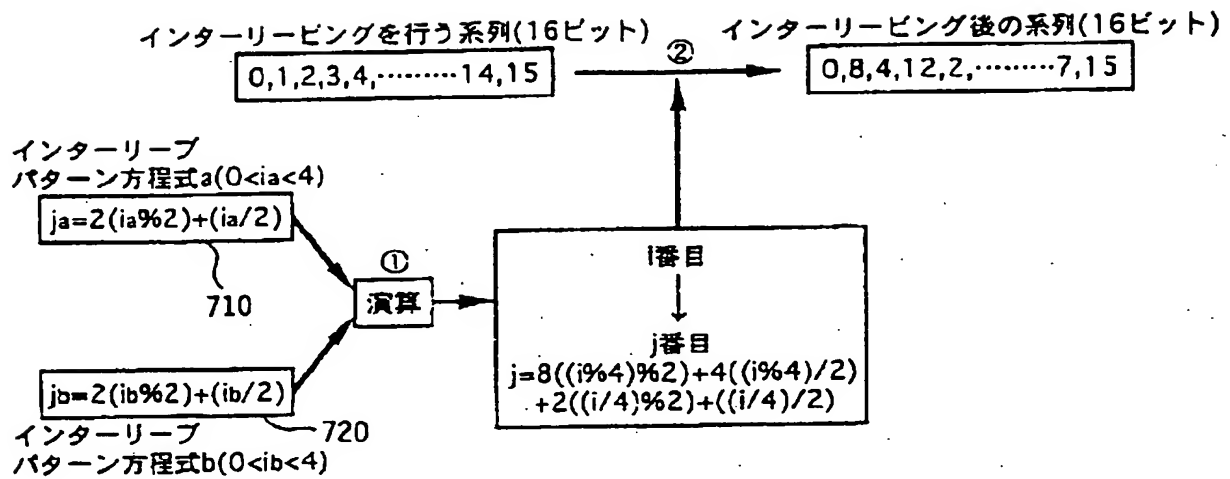 インターリービングを行う系列(16ビット)
0,1,2,3,4,………14,15
②
インターリービング後の系列(16ビット)
0,8,4,12,2,………7,15
インターリーブ
パターン方程式a(0<ia<4)
ja=2(ia%2)+(ia/2)
710
①
演算
i番目
j番目
j=8((i%4)%2)+4((i%4)/2)
+2((i/4)%2)+((i/4)/2)
jb=2(ib%2)+(ib/2)
720
インターリーブ
パターン方程式b(0<ib<4)